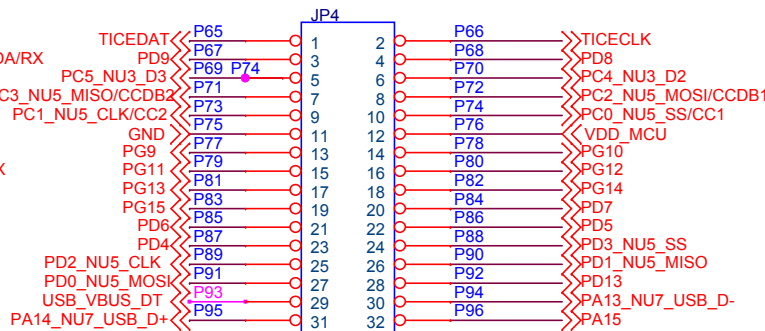 JP4
TICEDAT P65 1 2 P66 TICECLK
DA/RX PD9 P67 3 4 P68 PD8
PC5_NU3_D3 P69 P74 5 6 P70 PC4_NU3_D2
PC3_NU5_MISO/CCDB2 P71 7 8 P72 PC2_NU5_MOSI/CCDB1
PC1_NU5_CLK/CC2 P73 9 10 P74 PC0_NU5_SS/CC1
GND P75 11 12 P76 VDD_MCU
PG9 P77 13 14 P78 PG10
X PG11 P79 15 16 P80 PG12
PG13 P81 17 18 P82 PG14
PG15 P83 19 20 P84 PD7
PD6 P85 21 22 P86 PD5
PD4 P87 23 24 P88 PD3_NU5_SS
PD2_NU5_CLK P89 25 26 P90 PD1_NU5_MISO
PD0_NU5_MOSI P91 27 28 P92 PD13
USB_VBUS_DT P93 29 30 P94 PA13_NU7_USB_D-
PA14_NU7_USB_D+ P95 31 32 P96 PA15